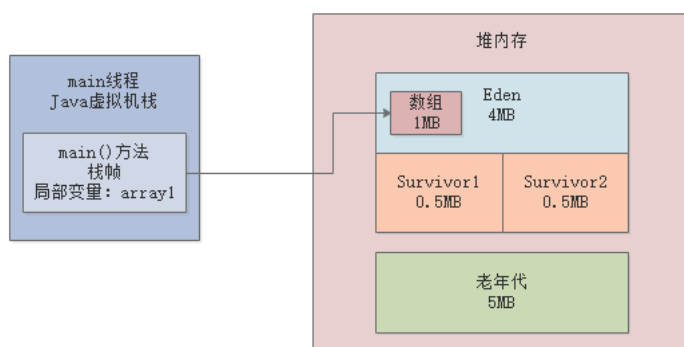 堆内存
main线程
Java虚拟机栈
main()方法
栈帧
局部变量: array1
数组
1MB
Eden
4MB
Survivor1
0.5MB
Survivor2
0.5MB
老年代
5MB